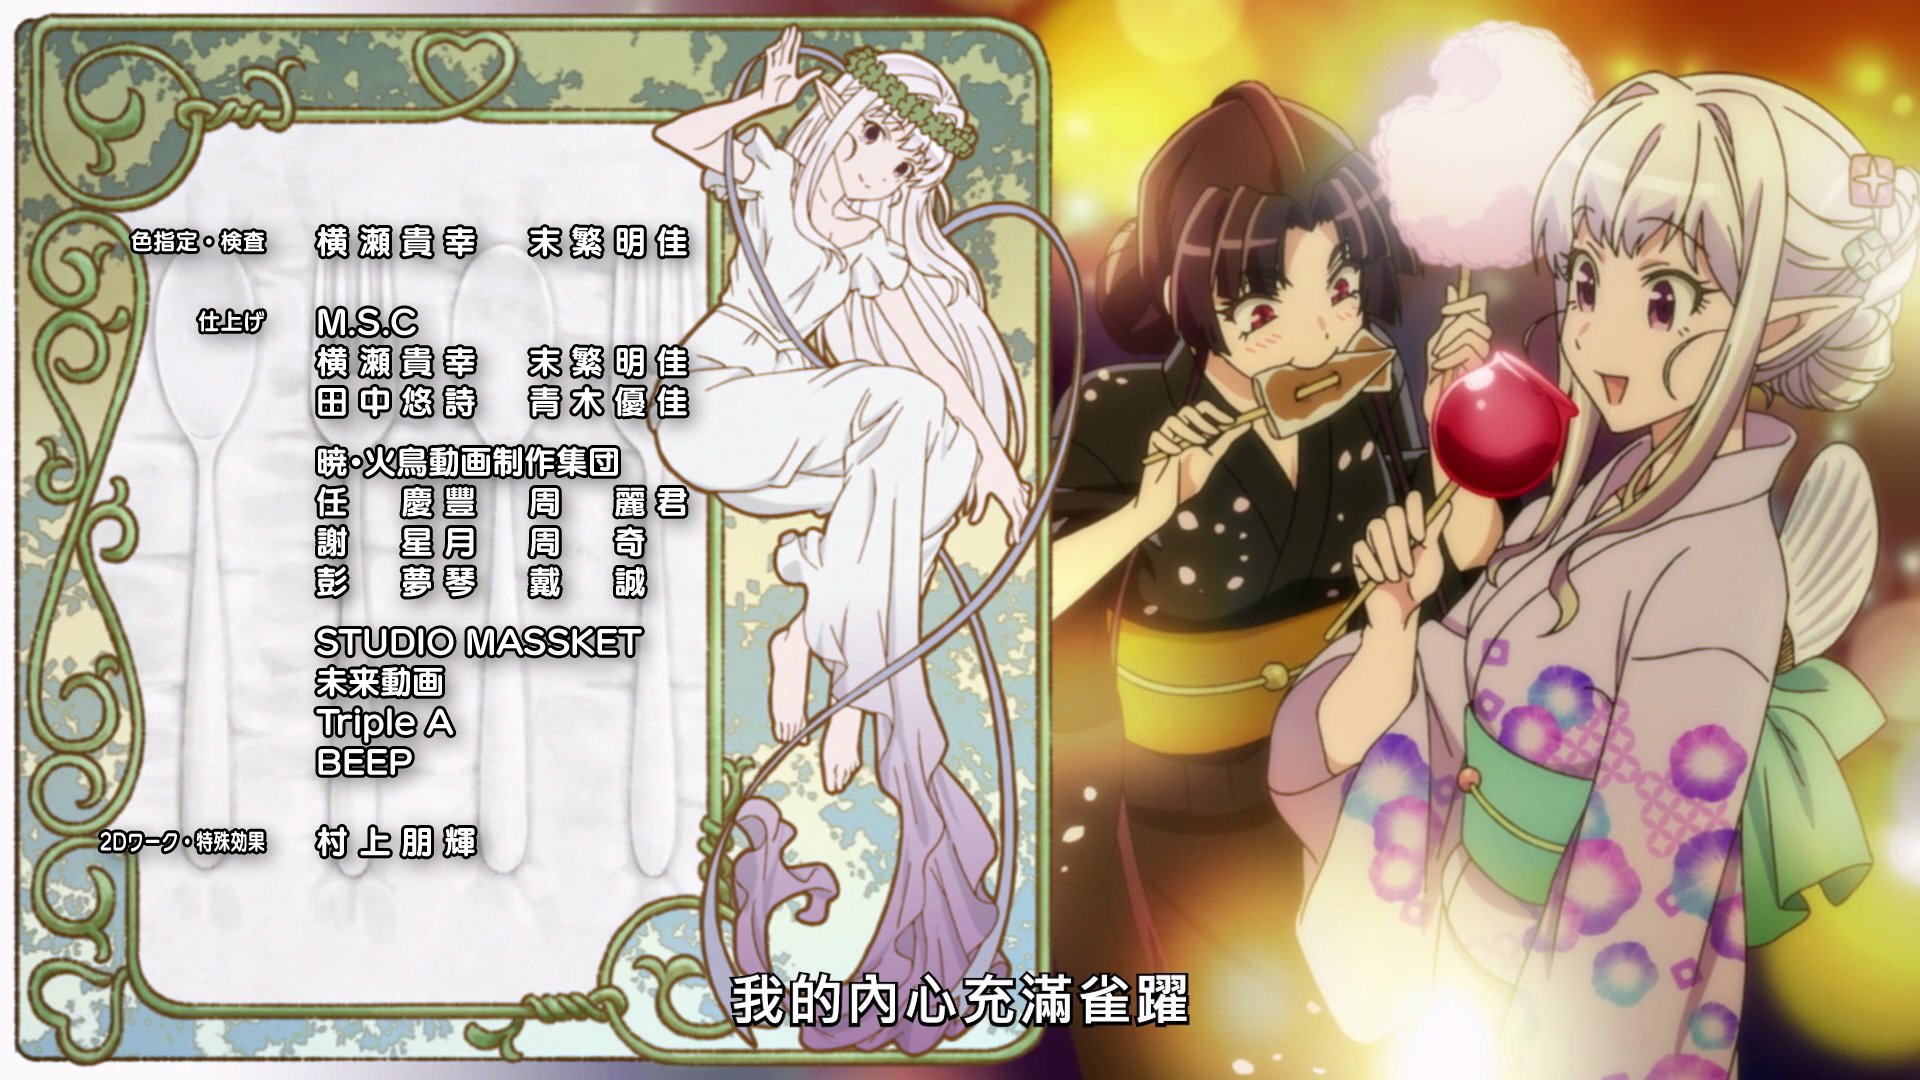 色指定・検査 横瀬貴幸 末繁明佳
仕上げ M.S.C
横瀬貴幸 末繁明佳
田中悠詩 青木優佳
暁・火鳥動画制作集団
任 慶豐 周 麗君
謝 星月 周 奇
彭 夢琴 戴 誠
STUDIO MASSKET
未来動画
Triple A
BEEP
2Dワーク・特殊効果 村上朋輝
我的內心充滿雀躍